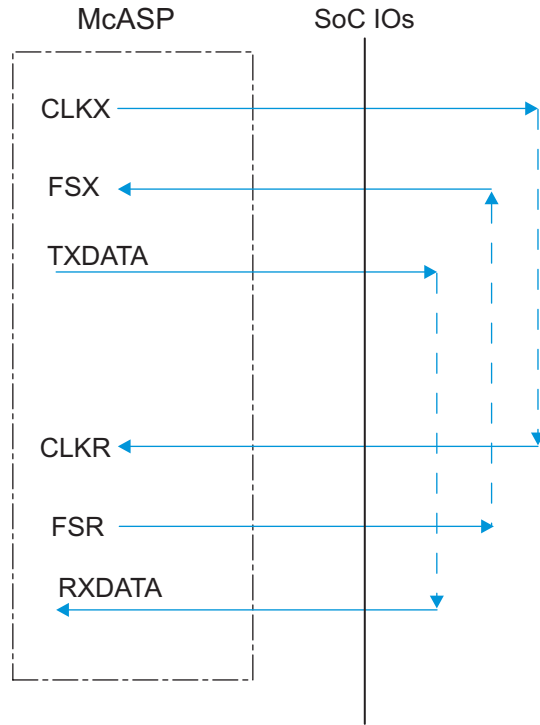 McASP
SoC IOs
CLKX
FSX
TXDATA
CLKR
FSR
RXDATA